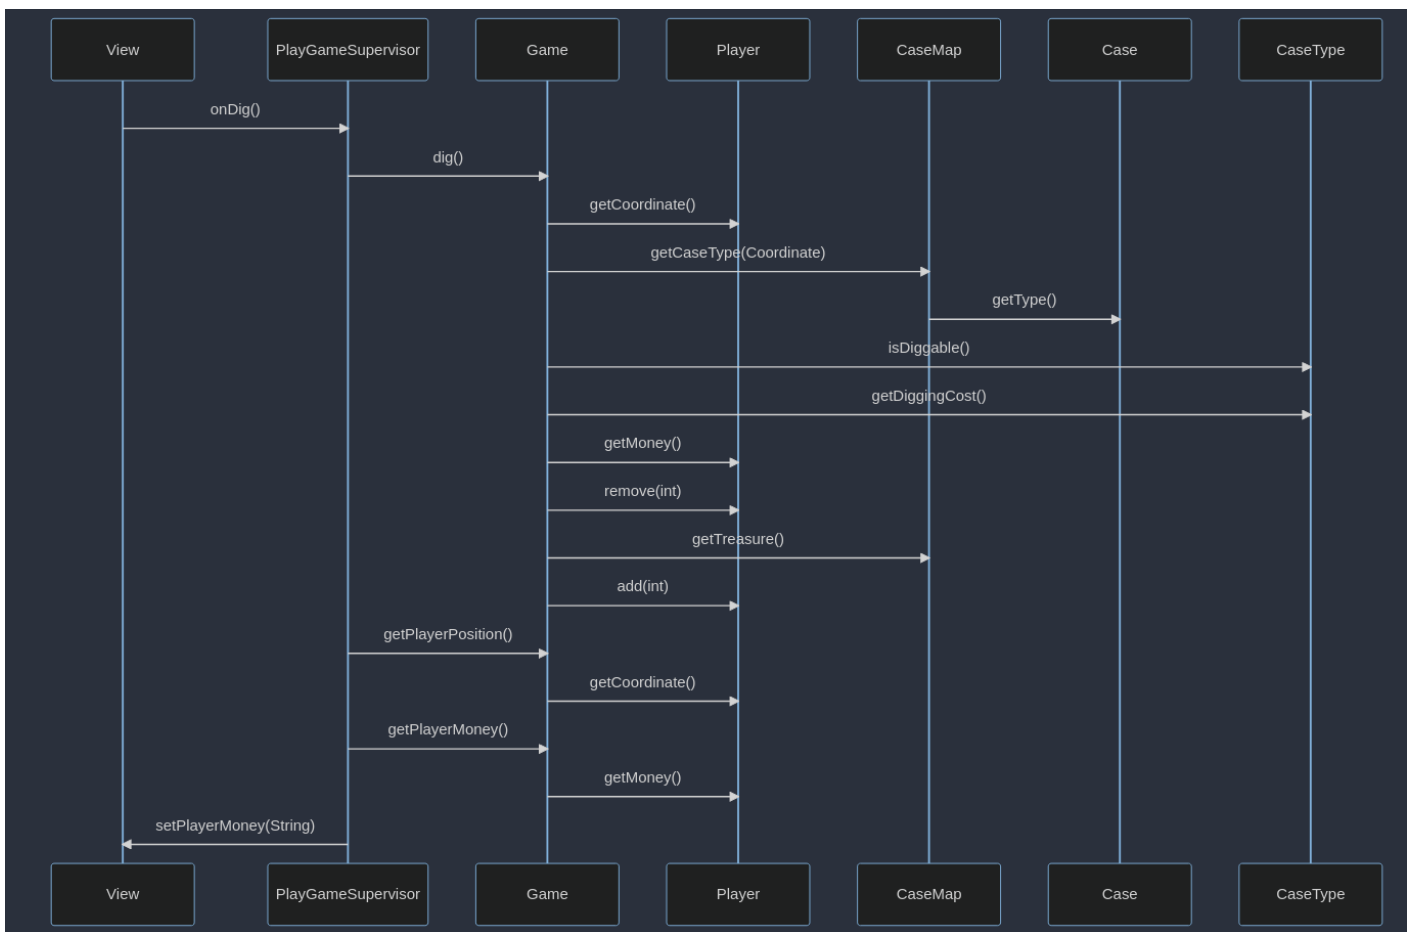 View PlayGameSupervisor Game Player CaseMap Case CaseType
onDig()
dig()
getCoordinate()
getCaseType(Coordinate)
getType()
isDiggable()
getDiggingCost()
getMoney()
remove(int)
getTreasure()
add(int)
getPlayerPosition()
getCoordinate()
getPlayerMoney()
getMoney()
setPlayerMoney(String)
View PlayGameSupervisor Game Player CaseMap Case CaseType